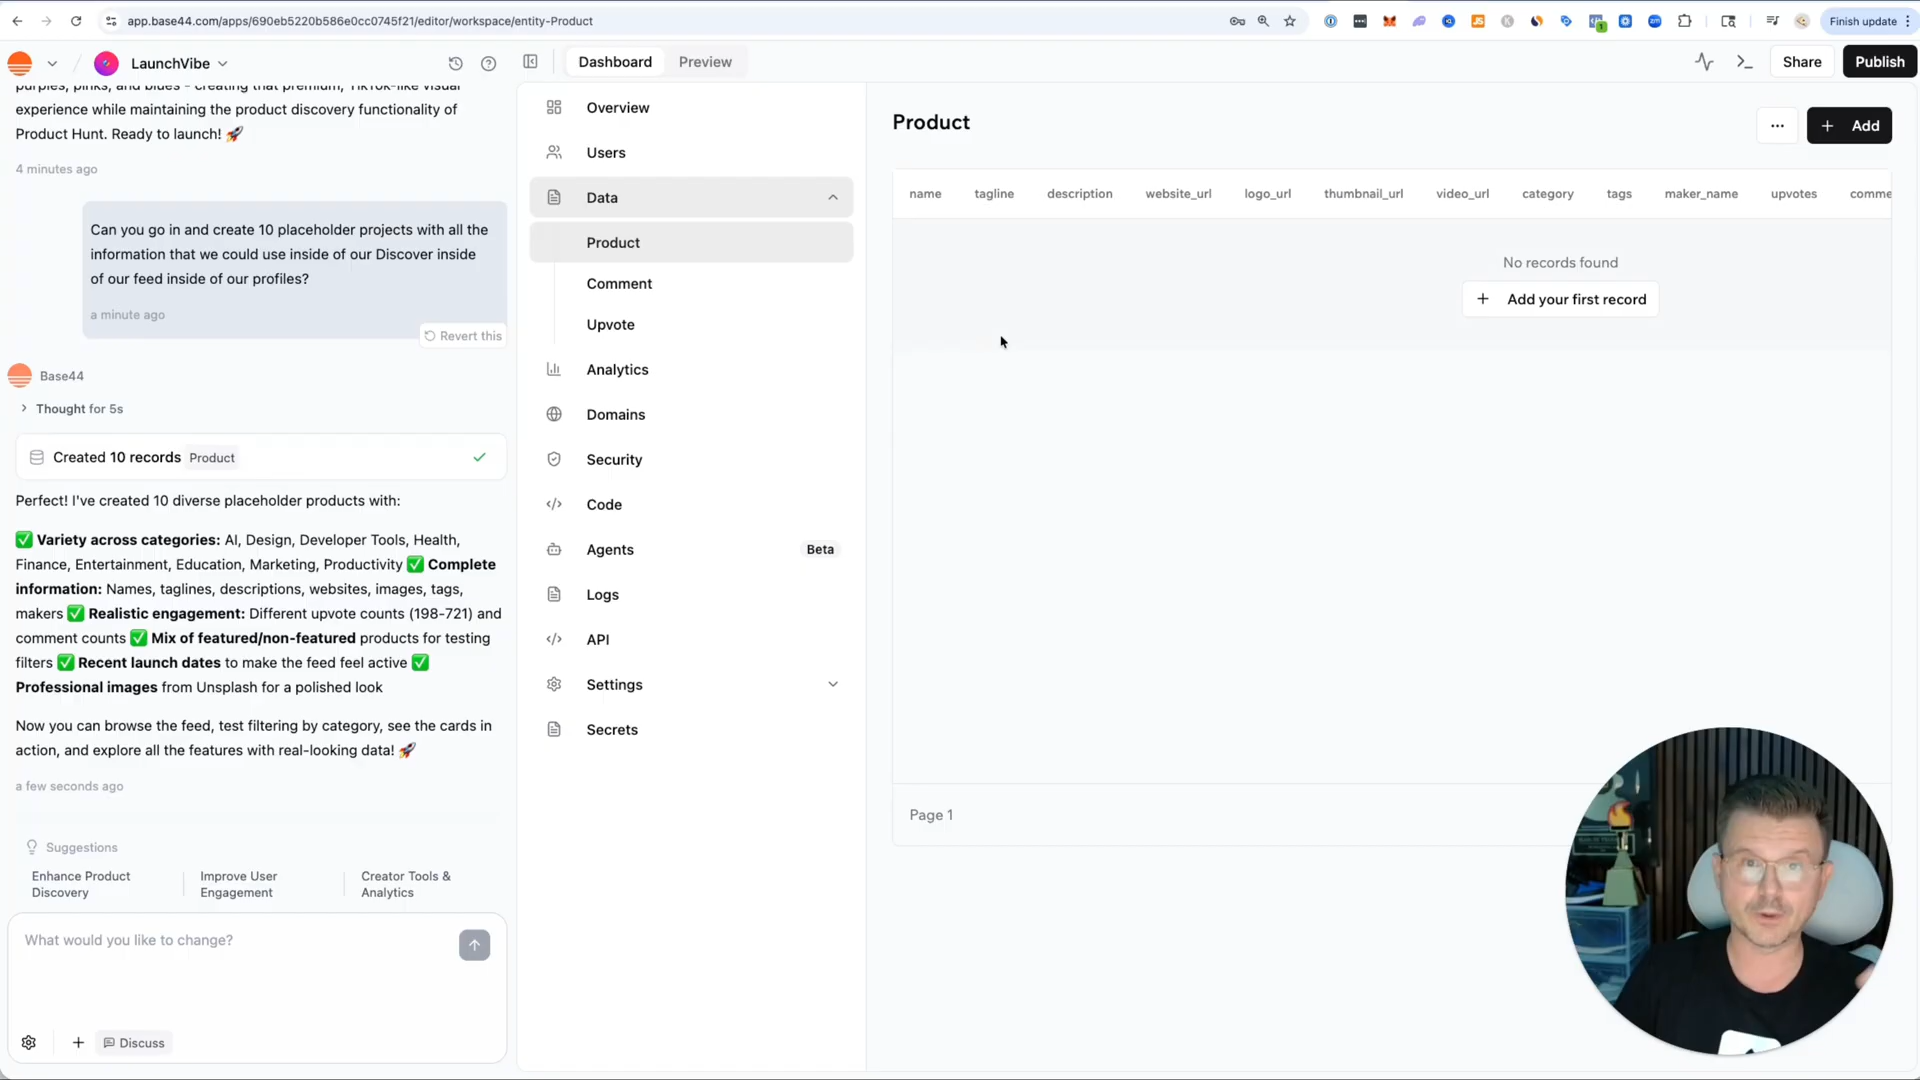 app.base44.com/apps/690eb5220b586e0cc0745f21/editor/workspace/entity-Product
Finish update
LaunchVibe
Dashboard
Preview
Share
Publish
purples, pinks, and blues - creating that premium, TikTok-like visual
experience while maintaining the product discovery functionality of
Product Hunt. Ready to launch! 🚀
4 minutes ago
Can you go in and create 10 placeholder projects with all the
information that we could use inside of our Discover inside
of our feed inside of our profiles?
a minute ago
Revert this
Base44
Thought for 5s
Created 10 records Product
Perfect! I've created 10 diverse placeholder products with:
✅ Variety across categories: AI, Design, Developer Tools, Health,
Finance, Entertainment, Education, Marketing, Productivity ✅ Complete
information: Names, taglines, descriptions, websites, images, tags,
makers ✅ Realistic engagement: Different upvote counts (198-721) and
comment counts ✅ Mix of featured/non-featured products for testing
filters ✅ Recent launch dates to make the feed feel active ✅
Professional images from Unsplash for a polished look
Now you can browse the feed, test filtering by category, see the cards in
action, and explore all the features with real-looking data! 🚀
a few seconds ago
Suggestions
Enhance Product
Discovery
Improve User
Engagement
Creator Tools &
Analytics
What would you like to change?
Discuss
Overview
Users
Data
Product
Comment
Upvote
Analytics
Domains
Security
Code
Agents Beta
Logs
API
Settings
Secrets
Product
Add
name tagline description website_url logo_url thumbnail_url video_url category tags maker_name upvotes comme
No records found
Add your first record
Page 1